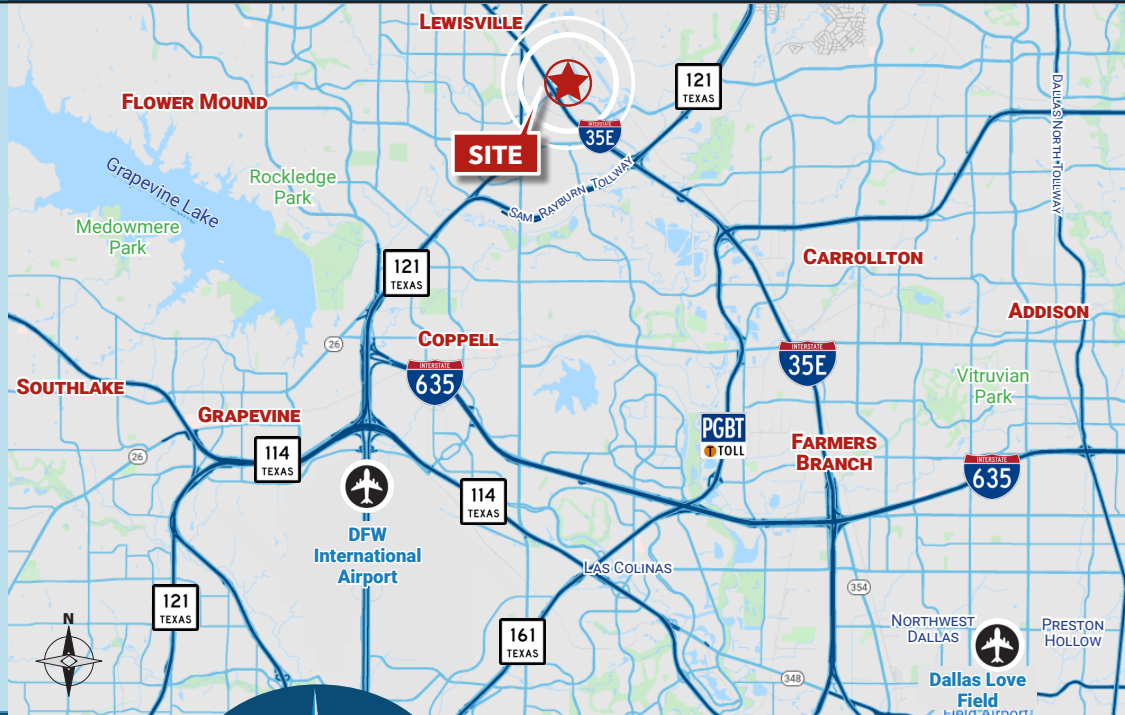 LEWISVILLE
121
TEXAS
FLOWER MOUND
INTERSTATE
35E
SITE
DALLAS NORTH TOLLWAY
Grapevine Lake
Rockledge
Park
SAM RAYBURN TOLLWAY
Medowmere
Park
121
TEXAS
CARROLLTON
ADDISON
26
COPPELL
INTERSTATE
635
INTERSTATE
35E
SOUTHLAKE
Vitruvian
Park
GRAPEVINE
PGBT
T TOLL
FARMERS
BRANCH
26
114
TEXAS
INTERSTATE
635
114
TEXAS
DFW
International
Airport
LAS COLINAS
354
121
TEXAS
161
TEXAS
NORTHWEST
DALLAS
PRESTON
HOLLOW
N
348
Dallas Love
Field
Field Airport